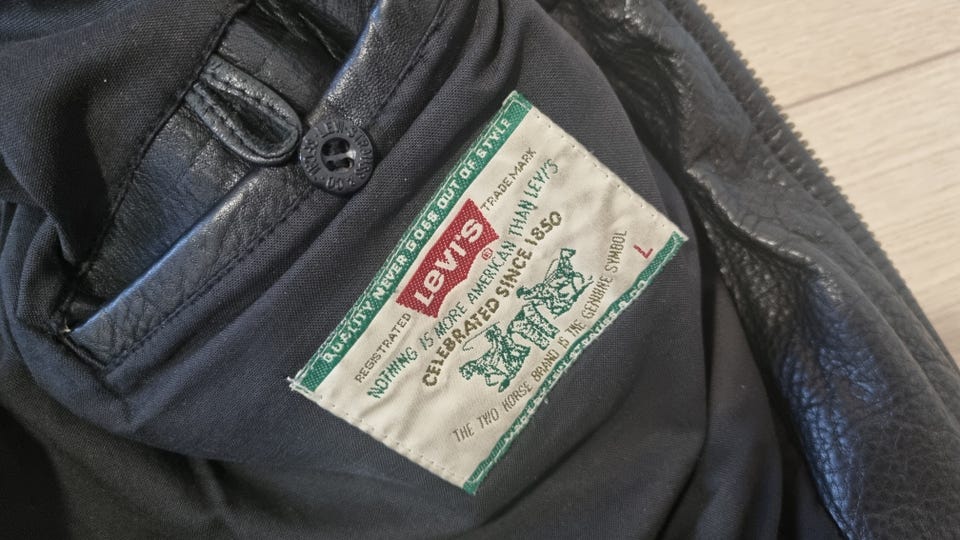 QUALITY NEVER GOES OUT OF STYLE
REGISTERED LEVI'S ® TRADEMARK
NOTHING IS MORE AMERICAN THAN LEVI'S
CELEBRATED SINCE 1850
THE TWO HORSE BRAND IS THE GENUINE SYMBOL
L